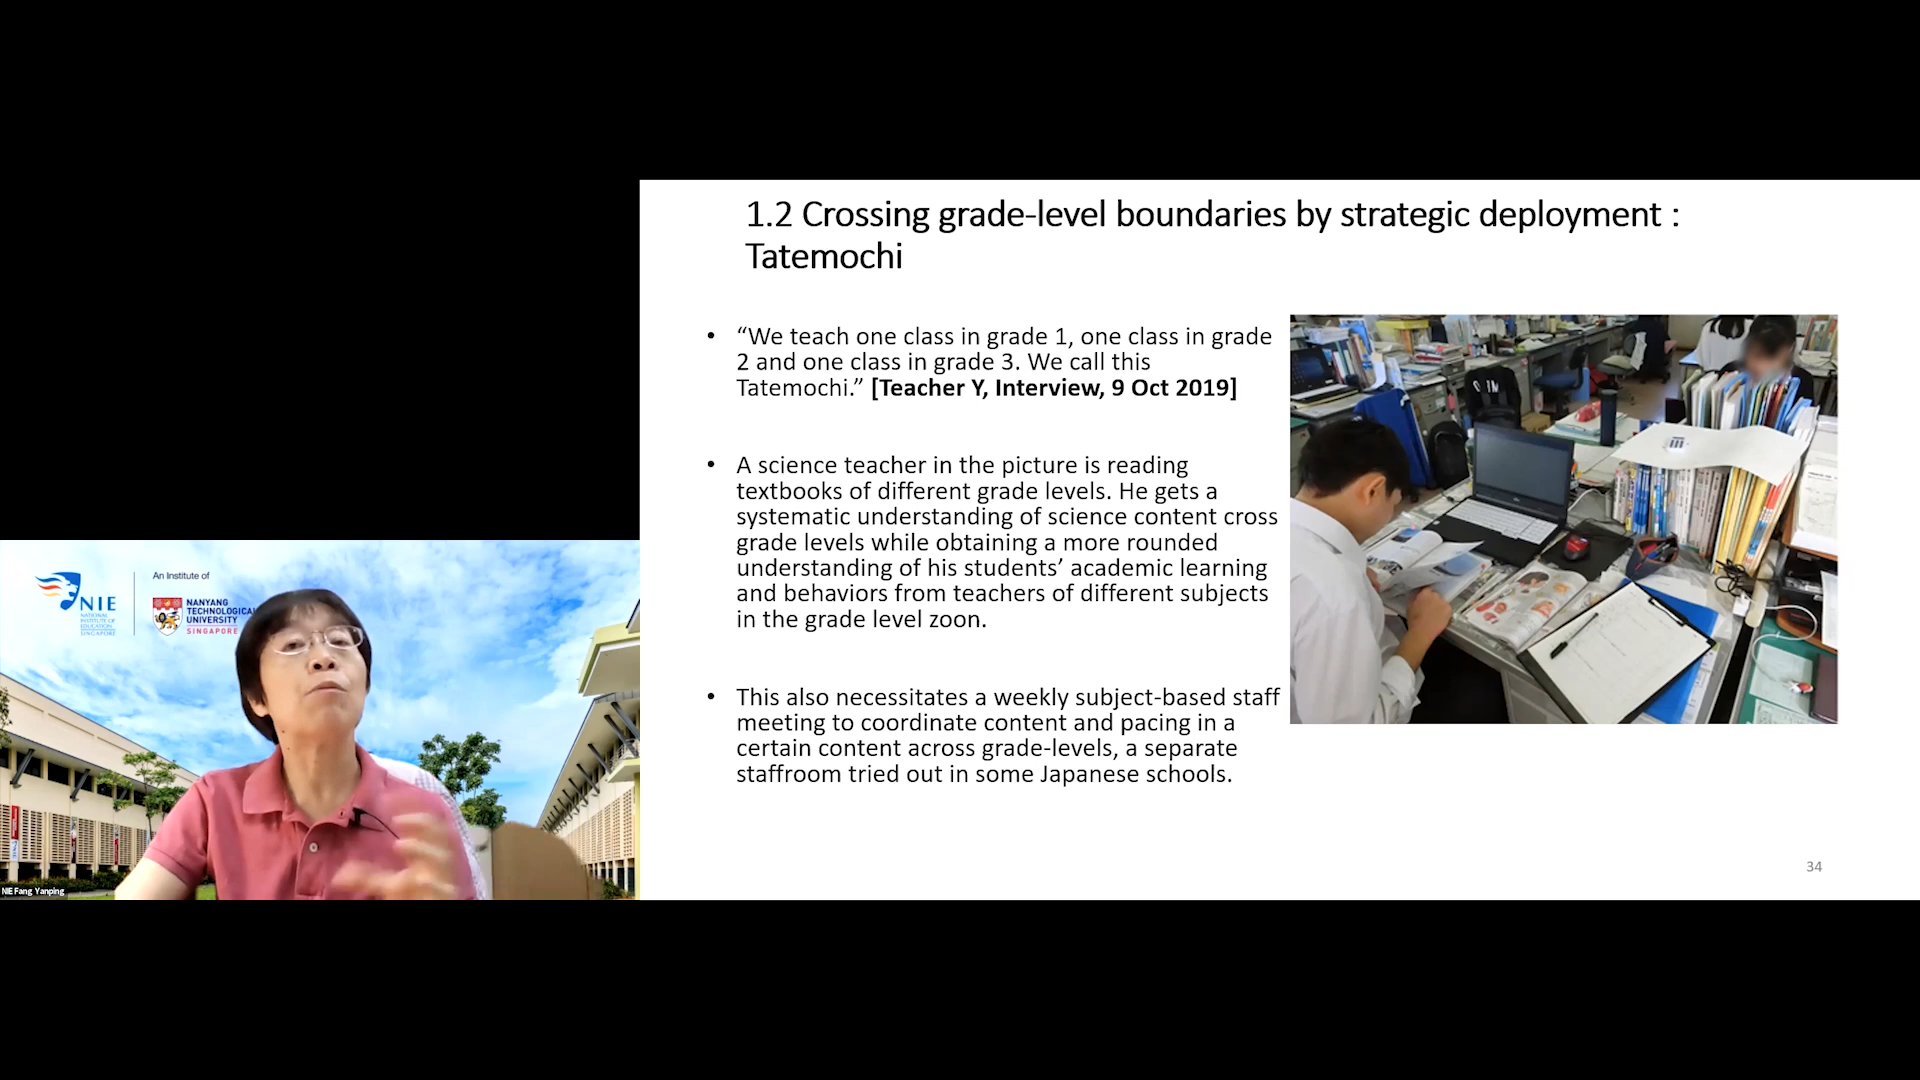 1.2 Crossing grade-level boundaries by strategic deployment :
Tatemochi
• “We teach one class in grade 1, one class in grade
2 and one class in grade 3. We call this
Tatemochi.” [Teacher Y, Interview, 9 Oct 2019]
• A science teacher in the picture is reading
textbooks of different grade levels. He gets a
systematic understanding of science content cross
grade levels while obtaining a more rounded
understanding of his students’ academic learning
and behaviors from teachers of different subjects
in the grade level zoon.
• This also necessitates a weekly subject-based staff
meeting to coordinate content and pacing in a
certain content across grade-levels, a separate
staffroom tried out in some Japanese schools.
34
NIE
NATIONAL
INSTITUTE OF
EDUCATION
SINGAPORE
An Institute of
NANYANG
TECHNOLOGICAL
UNIVERSITY
SINGAPORE
NIE Fang Yanping